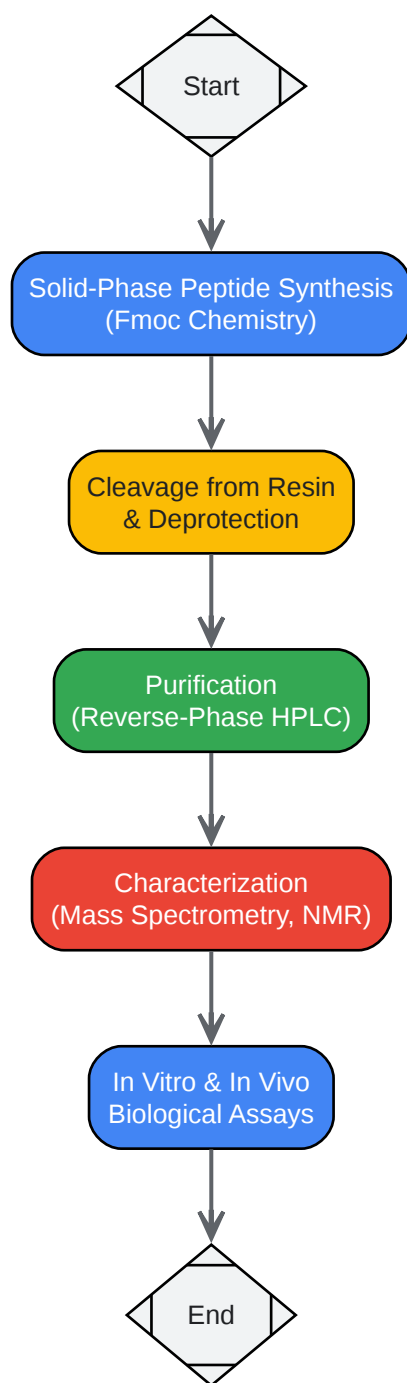 Start
Solid-Phase Peptide Synthesis
(Fmoc Chemistry)
Cleavage from Resin
& Deprotection
Purification
(Reverse-Phase HPLC)
Characterization
(Mass Spectrometry, NMR)
In Vitro & In Vivo
Biological Assays
End